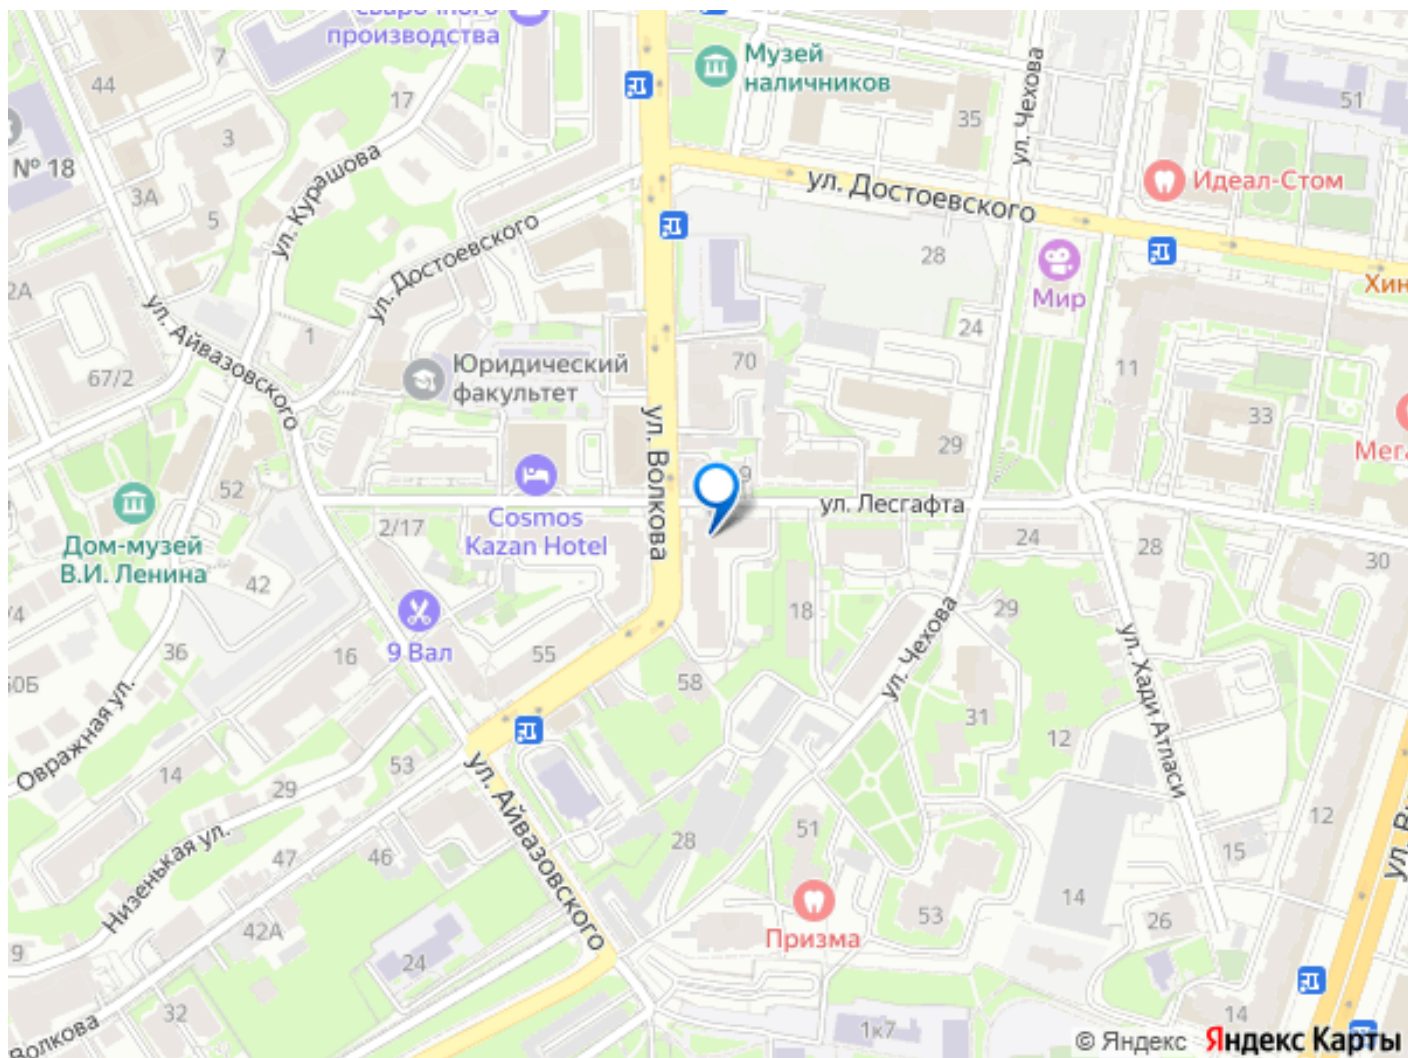 производства
Музей
наличников
44
7
17
3
№ 18
3А
5
35
51
ул. Чехова
ул. Курашова
ул. Достоевского
ул. Достоевского
Идеал-Стом
28
Мир
24
2А
1
67/2
ул. Айвазовского
Юридический
факультет
70
11
33
29
ул. Волкова
9
52
Cosmos
Kazan Hotel
ул. Лесгафта
2/17
Дом-музей
В.И. Ленина
42
24
28
30
9 Вал
18
29
36
16
55
58
ул. Чехова
ул. Хади Атласи
31
12
Овражная ул.
14
53
29
ул. Айвазовского
12
Низенькая ул.
47
46
28
51
15
42А
24
Призма
53
14
26
9
32
Волкова
1к7
14
© Яндекс Яндекс Карты